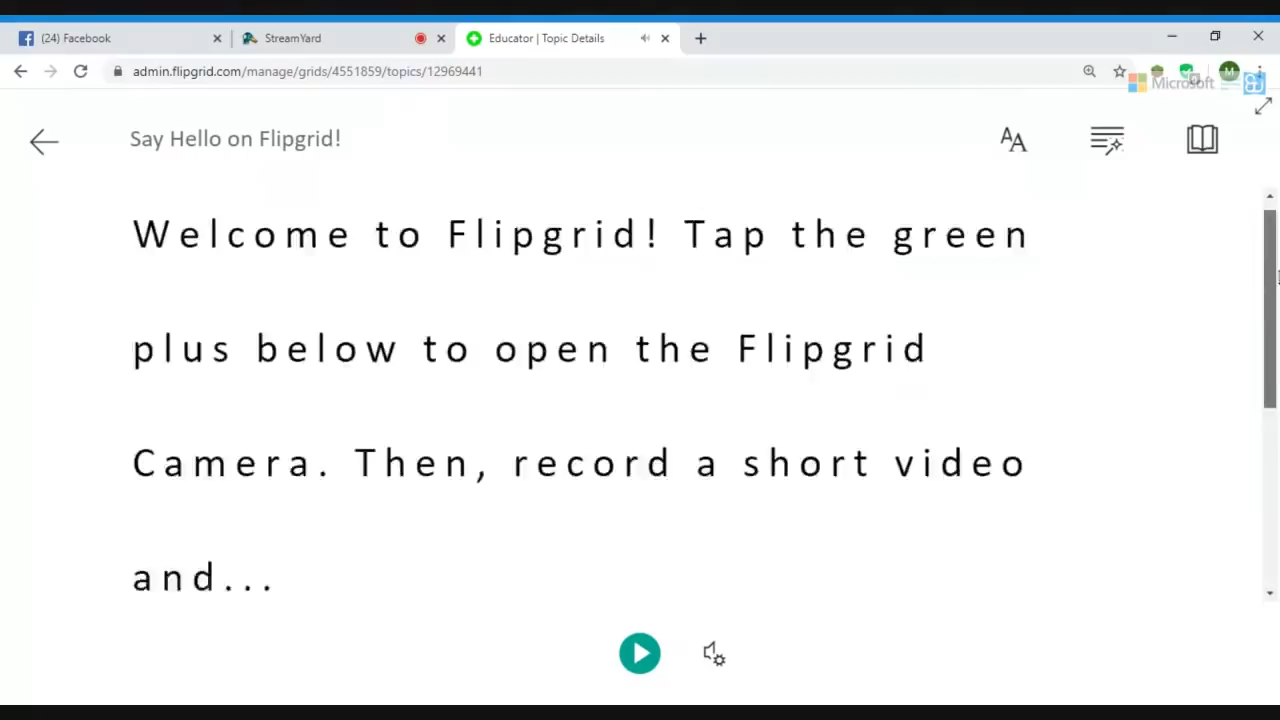 (24) Facebook
StreamYard
Educator | Topic Details
admin.flipgrid.com/manage/grids/4551859/topics/12969441
M
Microsoft
Say Hello on Flipgrid!
AA
Welcome to Flipgrid! Tap the green
plus below to open the Flipgrid
Camera. Then, record a short video
and...